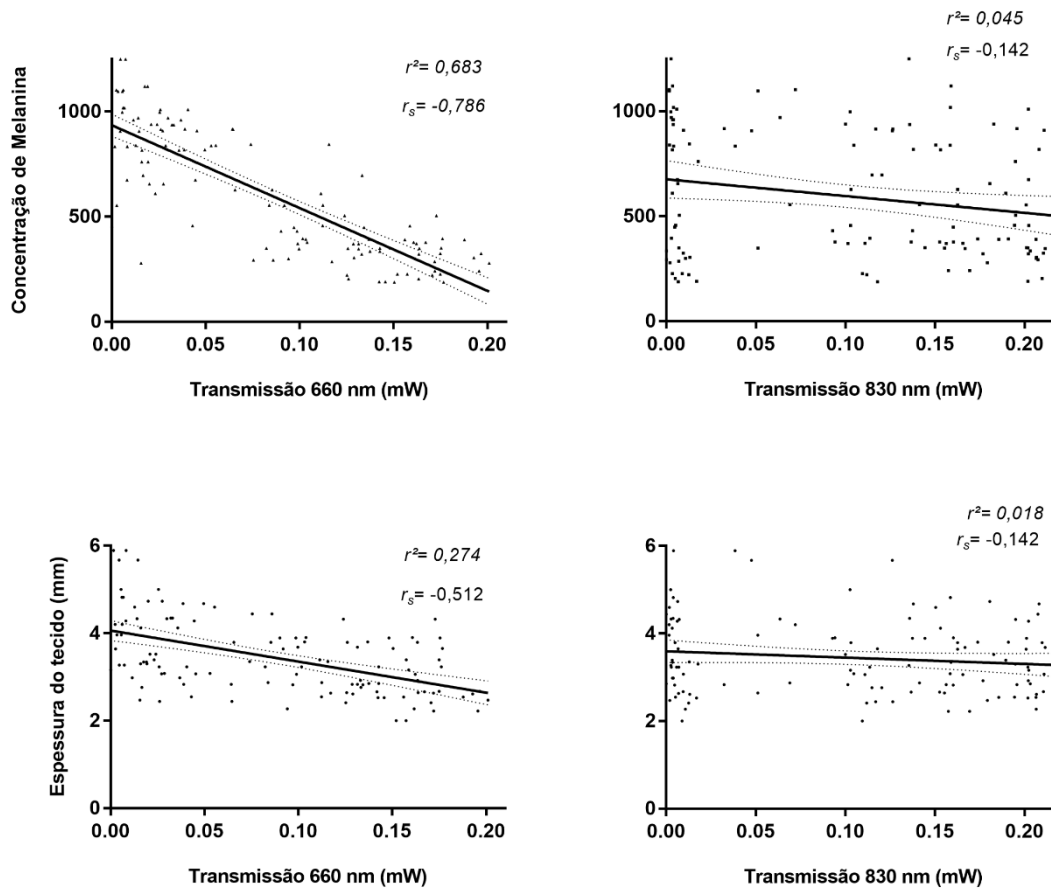 r²= 0,683
rs= -0,786
Concentração de Melanina
1000
500
0
0.00 0.05 0.10 0.15 0.20
Transmissão 660 nm (mW)
r²= 0,045
rs= -0,142
1000
500
0
0.00 0.05 0.10 0.15 0.20
Transmissão 830 nm (mW)
r²= 0,274
rs= -0,512
Espessura do tecido (mm)
6
4
2
0
0.00 0.05 0.10 0.15 0.20
Transmissão 660 nm (mW)
r²= 0,018
rs= -0,142
6
4
2
0
0.00 0.05 0.10 0.15 0.20
Transmissão 830 nm (mW)